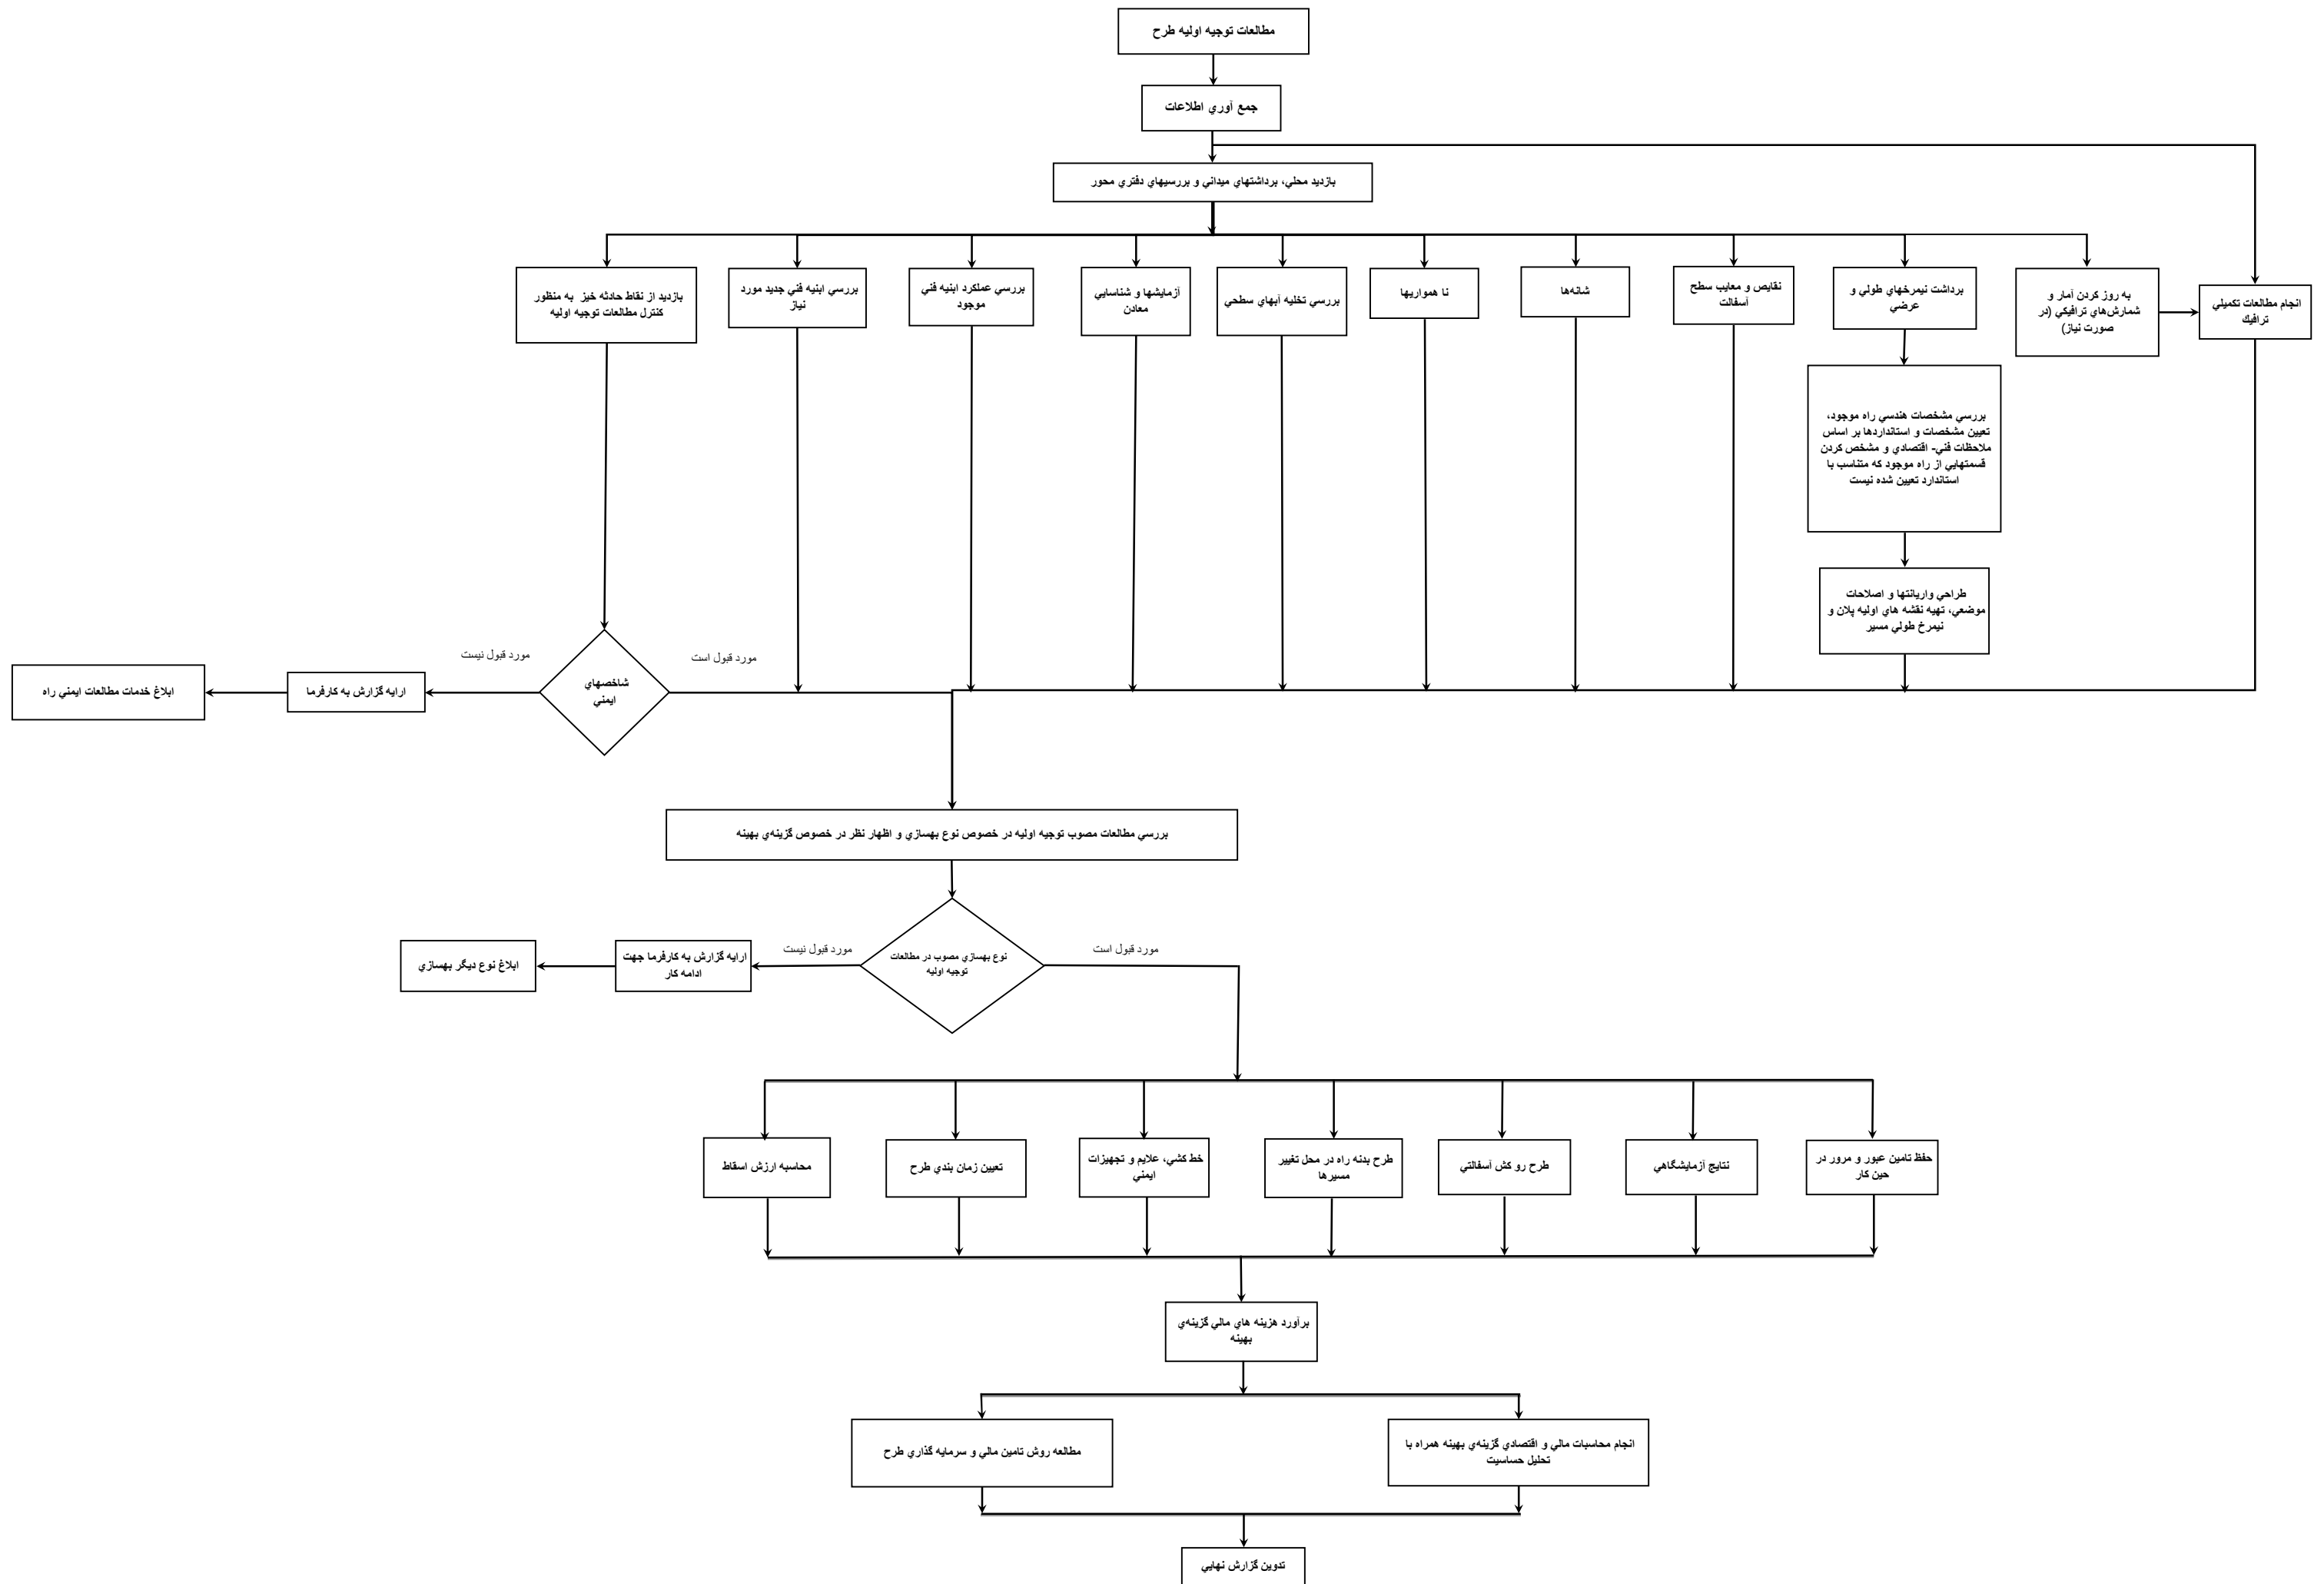 مطالعات توجيه اوليه طرح
جمع آوري اطلاعات
بازديد محلي، برداشتهاي ميداني و بررسيهاي دفتري محور
انجام مطالعات تكميلي
ترافيك
به روز كردن آمار و
شمارش‌هاي ترافيكي (در
صورت نياز)
برداشت نيمرخهاي طولي و
عرضي
نقايص و معايب سطح
آسفالت
شانه‌ها
نا همواريها
بررسي تخليه آبهاي سطحي
آزمايشها و شناسايي
معادن
بررسي عملكرد ابنيه فني
موجود
بررسي ابنيه فني جديد مورد
نياز
بازديد از نقاط حادثه خيز به منظور
كنترل مطالعات توجيه اوليه
بررسي مشخصات هندسي راه موجود،
تعيين مشخصات و استانداردها بر اساس
ملاحظات فني- اقتصادي و مشخص كردن
قسمتهايي از راه موجود كه متناسب با
استاندارد تعيين شده نيست
طراحي واريانتها و اصلاحات
موضعي، تهيه نقشه هاي اوليه پلان و
نيمرخ طولي مسير
مورد قبول است
شاخصهاي
ايمني
مورد قبول نيست
ارايه گزارش به كارفرما
ابلاغ خدمات مطالعات ايمني راه
بررسي مطالعات مصوب توجيه اوليه در خصوص نوع بهسازي و اظهار نظر در خصوص گزينه‌ي بهينه
مورد قبول است
نوع بهسازي مصوب در مطالعات
توجيه اوليه
مورد قبول نيست
ارايه گزارش به كارفرما جهت
ادامه كار
ابلاغ نوع ديگر بهسازي
حفظ تامين عبور و مرور در
حين كار
نتايج آزمايشگاهي
طرح رو كش آسفالتي
طرح بدنه راه در محل تغيير
مسيرها
خط كشي، علايم و تجهيزات
ايمني
تعيين زمان بندي طرح
محاسبه ارزش اسقاط
برآورد هزينه هاي مالي گزينه‌ي
بهينه
انجام محاسبات مالي و اقتصادي گزينه‌ي بهينه همراه با
تحليل حساسيت
مطالعه روش تامين مالي و سرمايه گذاري طرح
تدوين گزارش نهايي